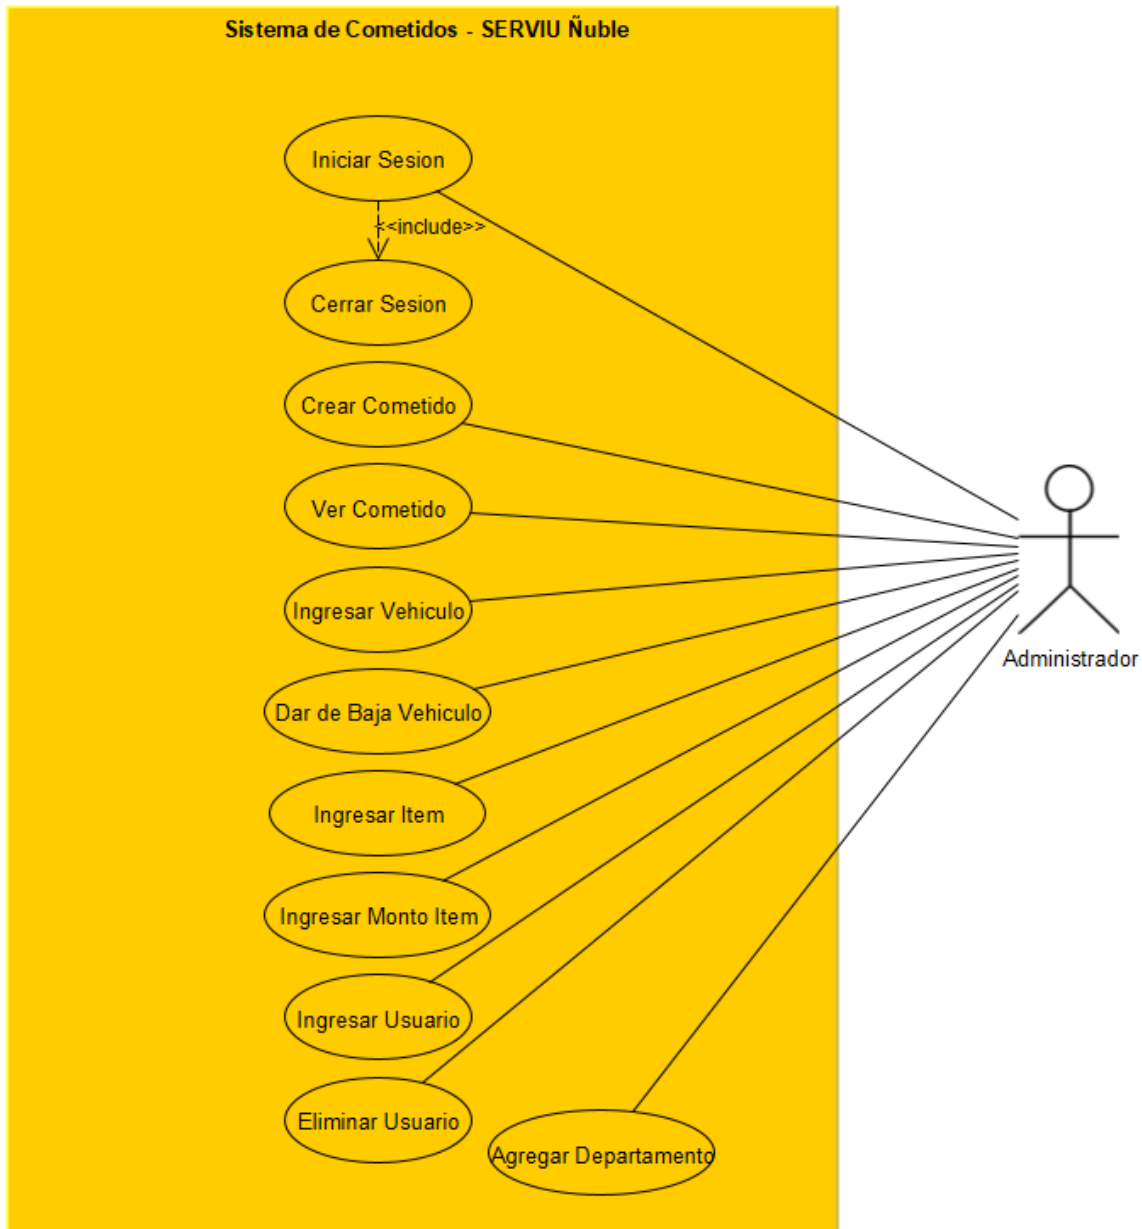 Sistema de Cometidos - SERVIU Ñuble
Iniciar Sesion
<<include>>
Cerrar Sesion
Crear Cometido
Ver Cometido
Ingresar Vehiculo
Administrador
Dar de Baja Vehiculo
Ingresar Item
Ingresar Monto Item
Ingresar Usuario
Eliminar Usuario
Agregar Departamento